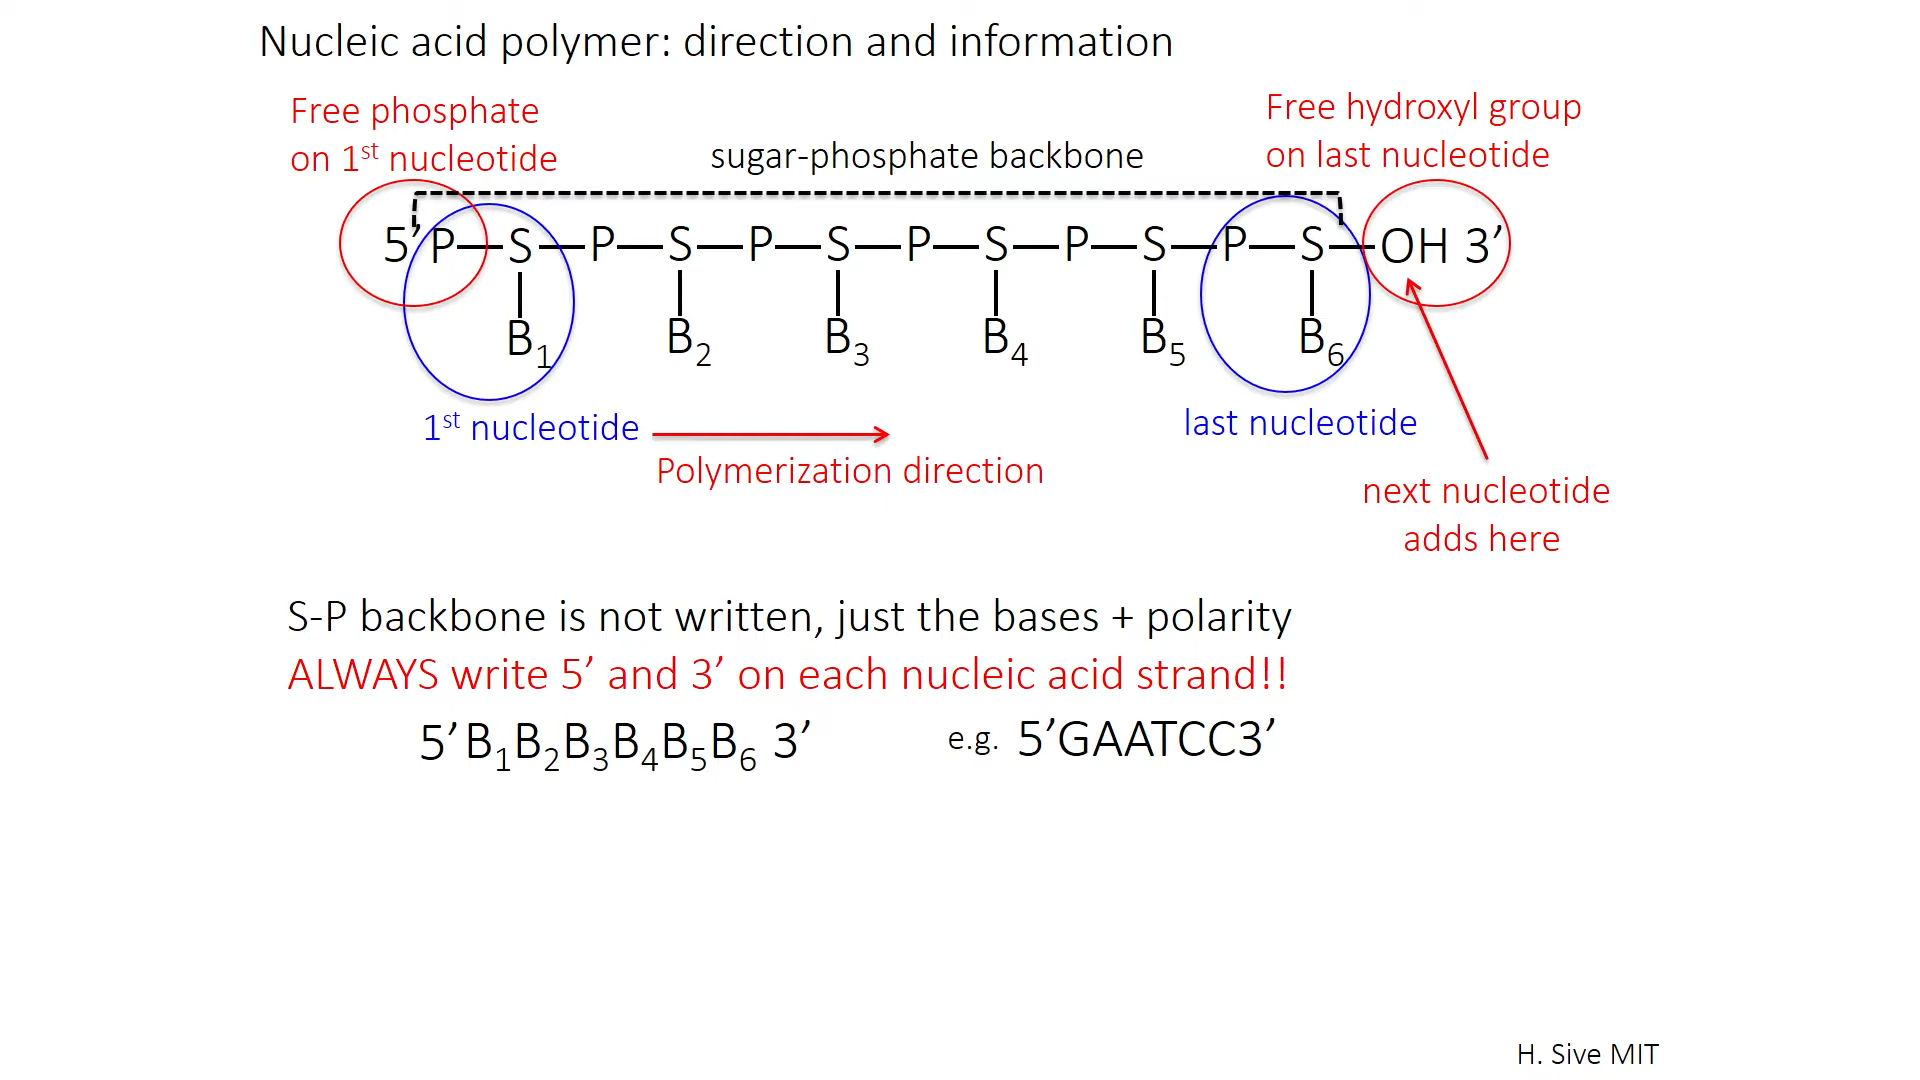 Nucleic acid polymer: direction and information
Free phosphate
on 1st nucleotide
sugar-phosphate backbone
Free hydroxyl group
on last nucleotide
5’ P S P S P S P S P S P S OH 3’
B1 B2 B3 B4 B5 B6
1st nucleotide
last nucleotide
Polymerization direction
next nucleotide
adds here
S-P backbone is not written, just the bases + polarity
ALWAYS write 5’ and 3’ on each nucleic acid strand!!
5’ B1B2B3B4B5B6 3’
e.g. 5’GAATCC3’
H. Sive MIT